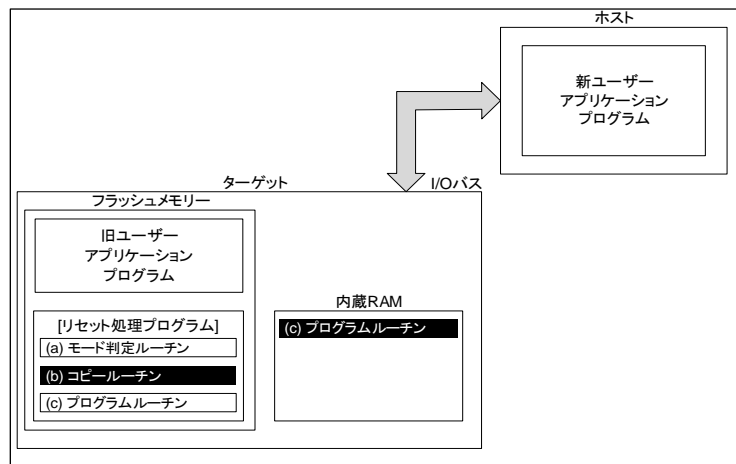 ホスト
新ユーザー
アプリケーション
プログラム
ターゲット
I/Oバス
フラッシュメモリー
旧ユーザー
アプリケーション
プログラム
内蔵RAM
[リセット処理プログラム]
(a) モード判定ルーチン
(b) コピールーチン
(c) プログラムルーチン
(c) プログラムルーチン